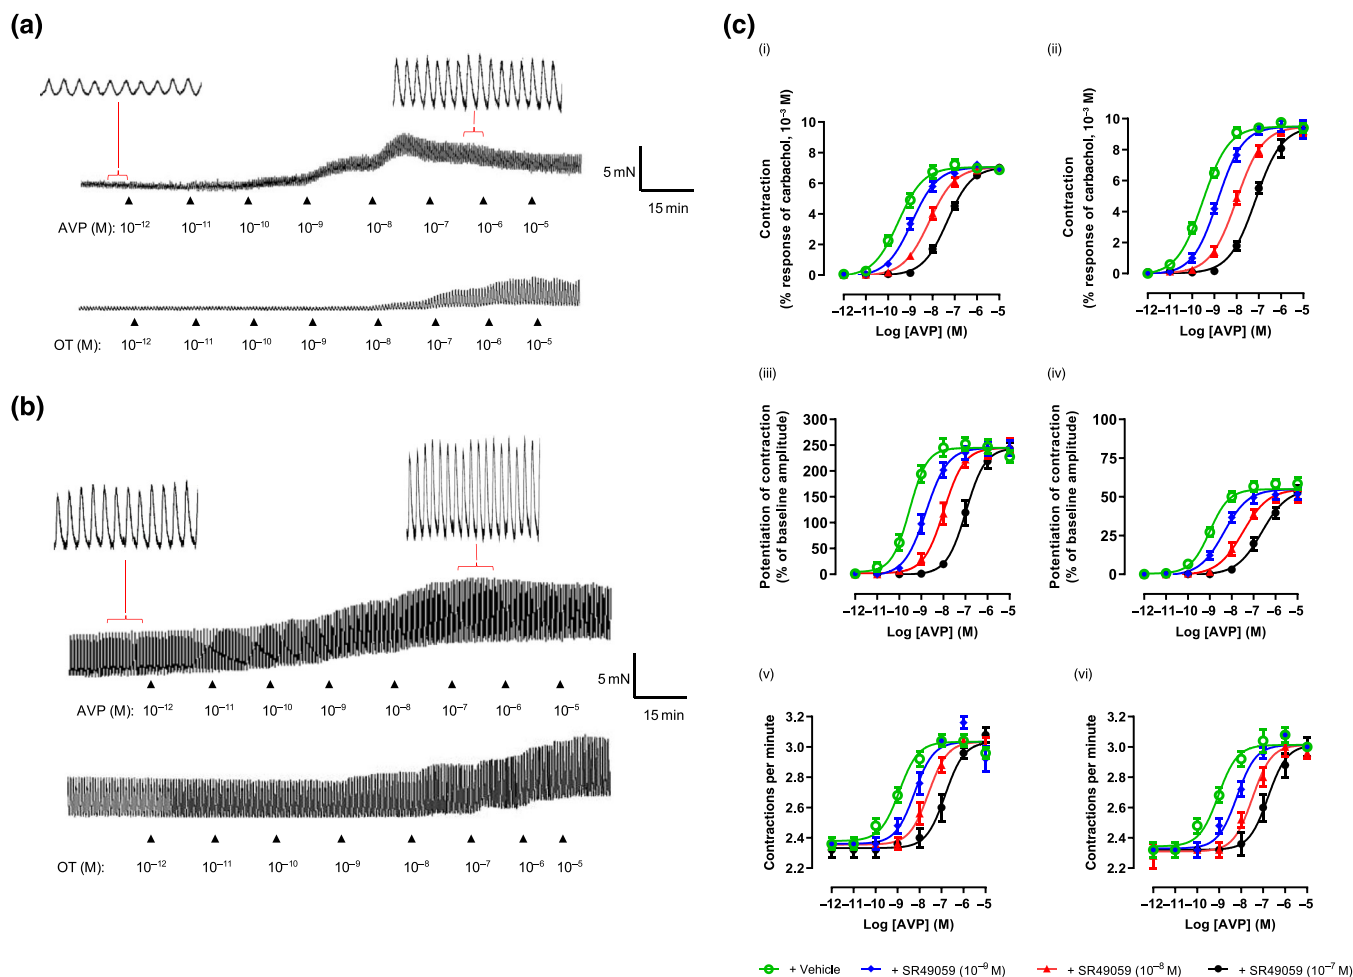 (a)
5 mN
15 min
AVP (M): 10⁻¹² 10⁻¹¹ 10⁻¹⁰ 10⁻⁹ 10⁻⁸ 10⁻⁷ 10⁻⁶ 10⁻⁵
OT (M): 10⁻¹² 10⁻¹¹ 10⁻¹⁰ 10⁻⁹ 10⁻⁸ 10⁻⁷ 10⁻⁶ 10⁻⁵
(b)
5 mN
15 min
AVP (M): 10⁻¹² 10⁻¹¹ 10⁻¹⁰ 10⁻⁹ 10⁻⁸ 10⁻⁷ 10⁻⁶ 10⁻⁵
OT (M): 10⁻¹² 10⁻¹¹ 10⁻¹⁰ 10⁻⁹ 10⁻⁸ 10⁻⁷ 10⁻⁶ 10⁻⁵
(c)
(i)
Contraction
(% response of carbachol, 10⁻³ M)
10
8
6
4
2
0
−12 −11 −10 −9 −8 −7 −6 −5
Log [AVP] (M)
(ii)
Contraction
(% response of carbachol, 10⁻³ M)
10
8
6
4
2
0
−12 −11 −10 −9 −8 −7 −6 −5
Log [AVP] (M)
(iii)
Potentiation of contraction
(% of baseline amplitude)
300
250
200
150
100
50
0
−12 −11 −10 −9 −8 −7 −6 −5
Log [AVP] (M)
(iv)
Potentiation of contraction
(% of baseline amplitude)
100
75
50
25
0
−12 −11 −10 −9 −8 −7 −6 −5
Log [AVP] (M)
(v)
Contractions per minute
3.2
3.0
2.8
2.6
2.4
2.2
−12 −11 −10 −9 −8 −7 −6 −5
Log [AVP] (M)
(vi)
Contractions per minute
3.2
3.0
2.8
2.6
2.4
2.2
−12 −11 −10 −9 −8 −7 −6 −5
Log [AVP] (M)
+ Vehicle + SR49059 (10⁻⁹ M) + SR49059 (10⁻⁸ M) + SR49059 (10⁻⁷ M)